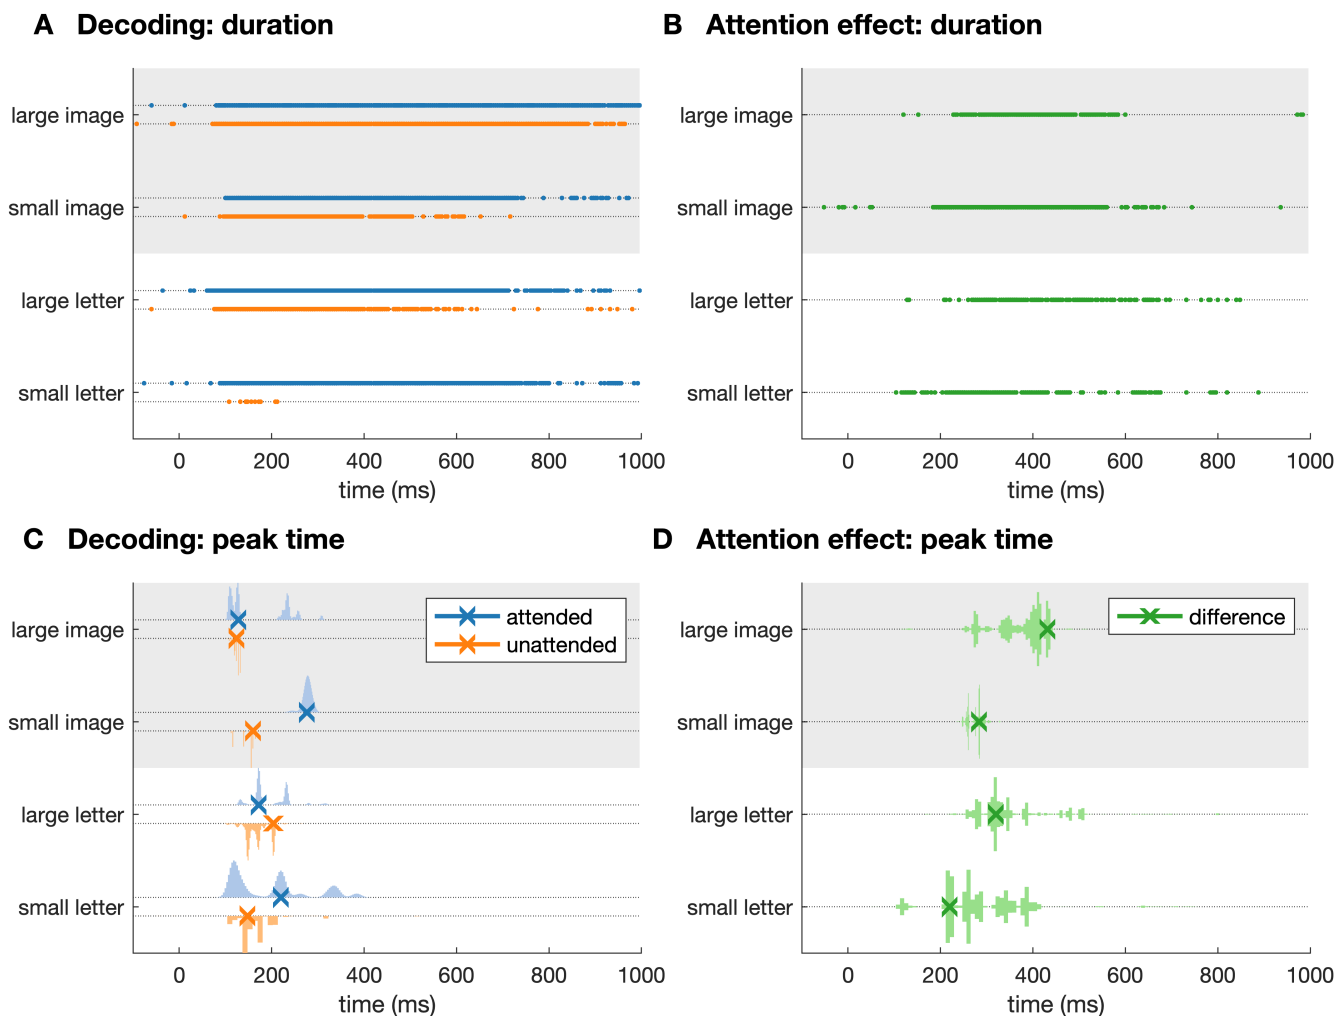 A Decoding: duration
large image
small image
large letter
small letter
0 200 400 600 800 1000
time (ms)
B Attention effect: duration
large image
small image
large letter
small letter
0 200 400 600 800 1000
time (ms)
C Decoding: peak time
attended
unattended
large image
small image
large letter
small letter
0 200 400 600 800 1000
time (ms)
D Attention effect: peak time
difference
large image
small image
large letter
small letter
0 200 400 600 800 1000
time (ms)